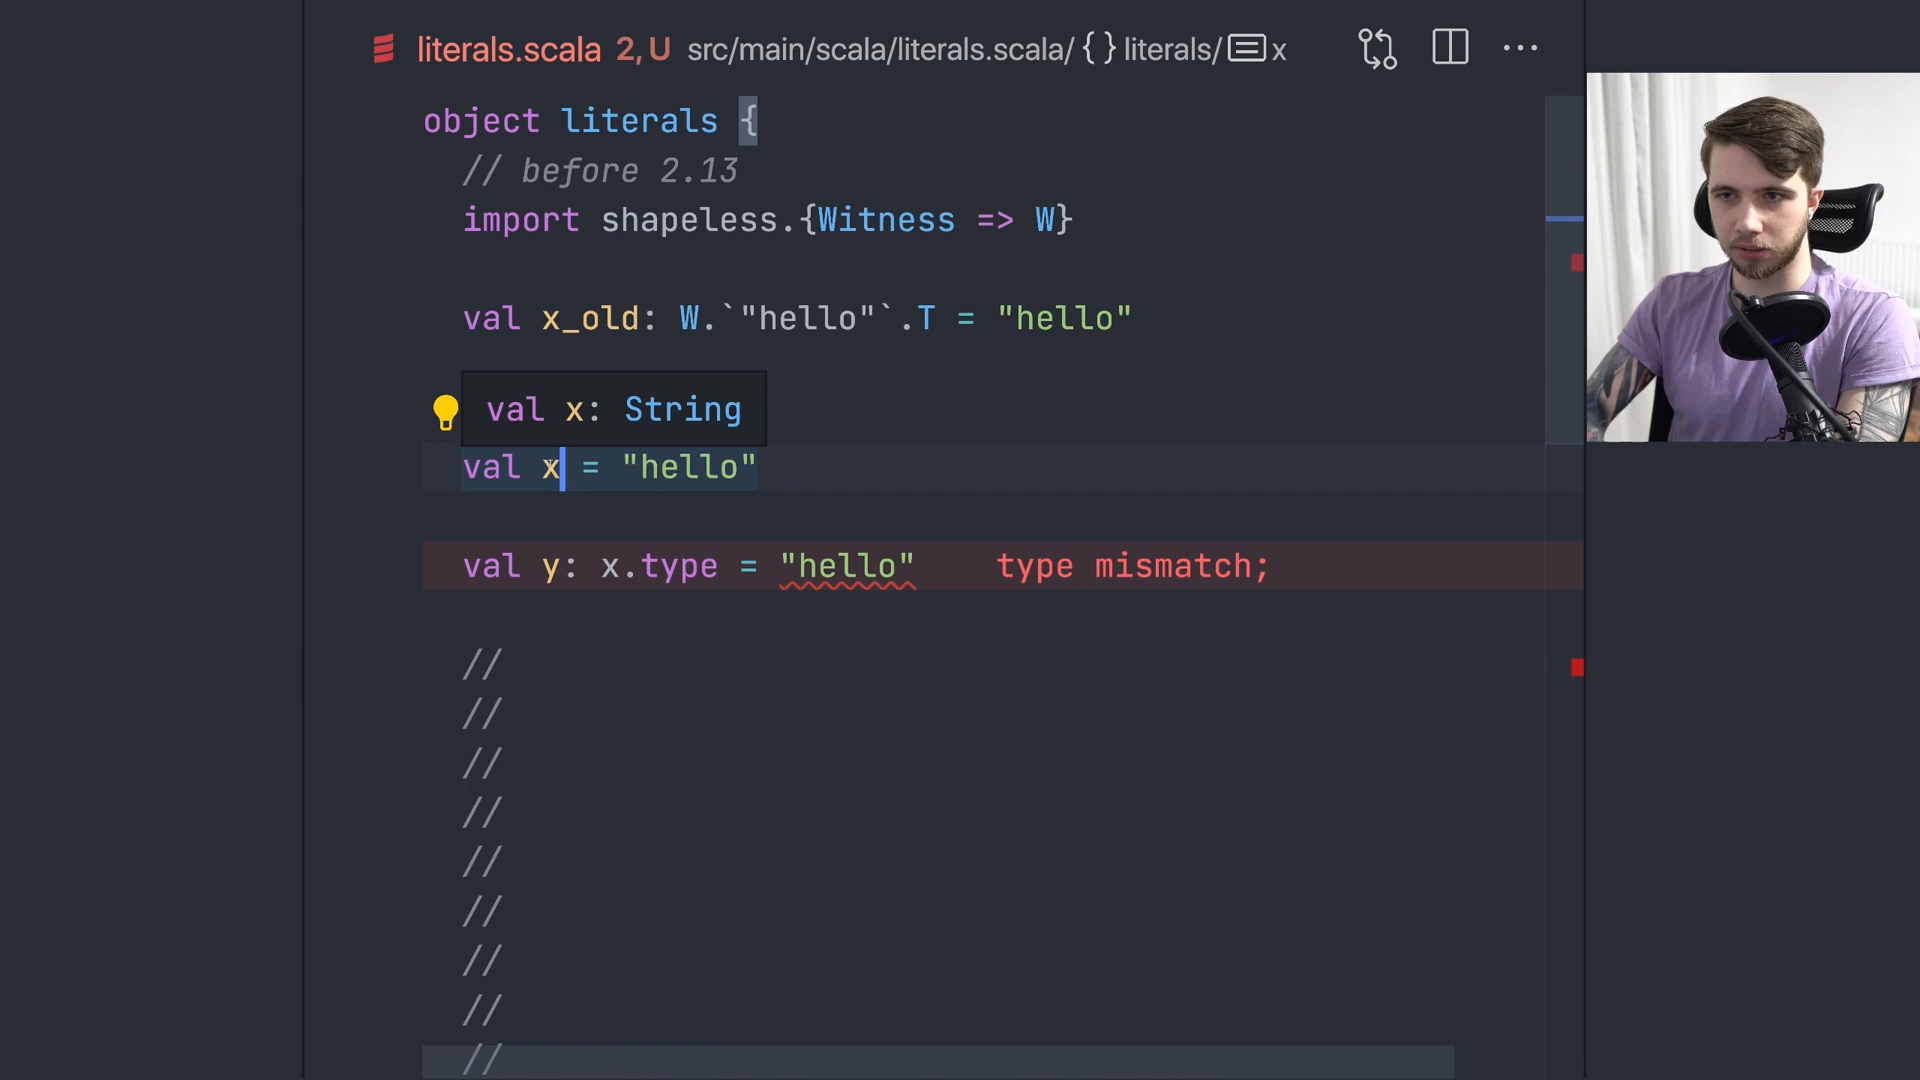 literals.scala 2, U src/main/scala/literals.scala/ {} literals/ x
object literals {
// before 2.13
import shapeless.{Witness => W}
val x_old: W.`"hello"`.T = "hello"
val x: String
val x = "hello"
val y: x.type = "hello" type mismatch;
//
//
//
//
//
//
//
//
//